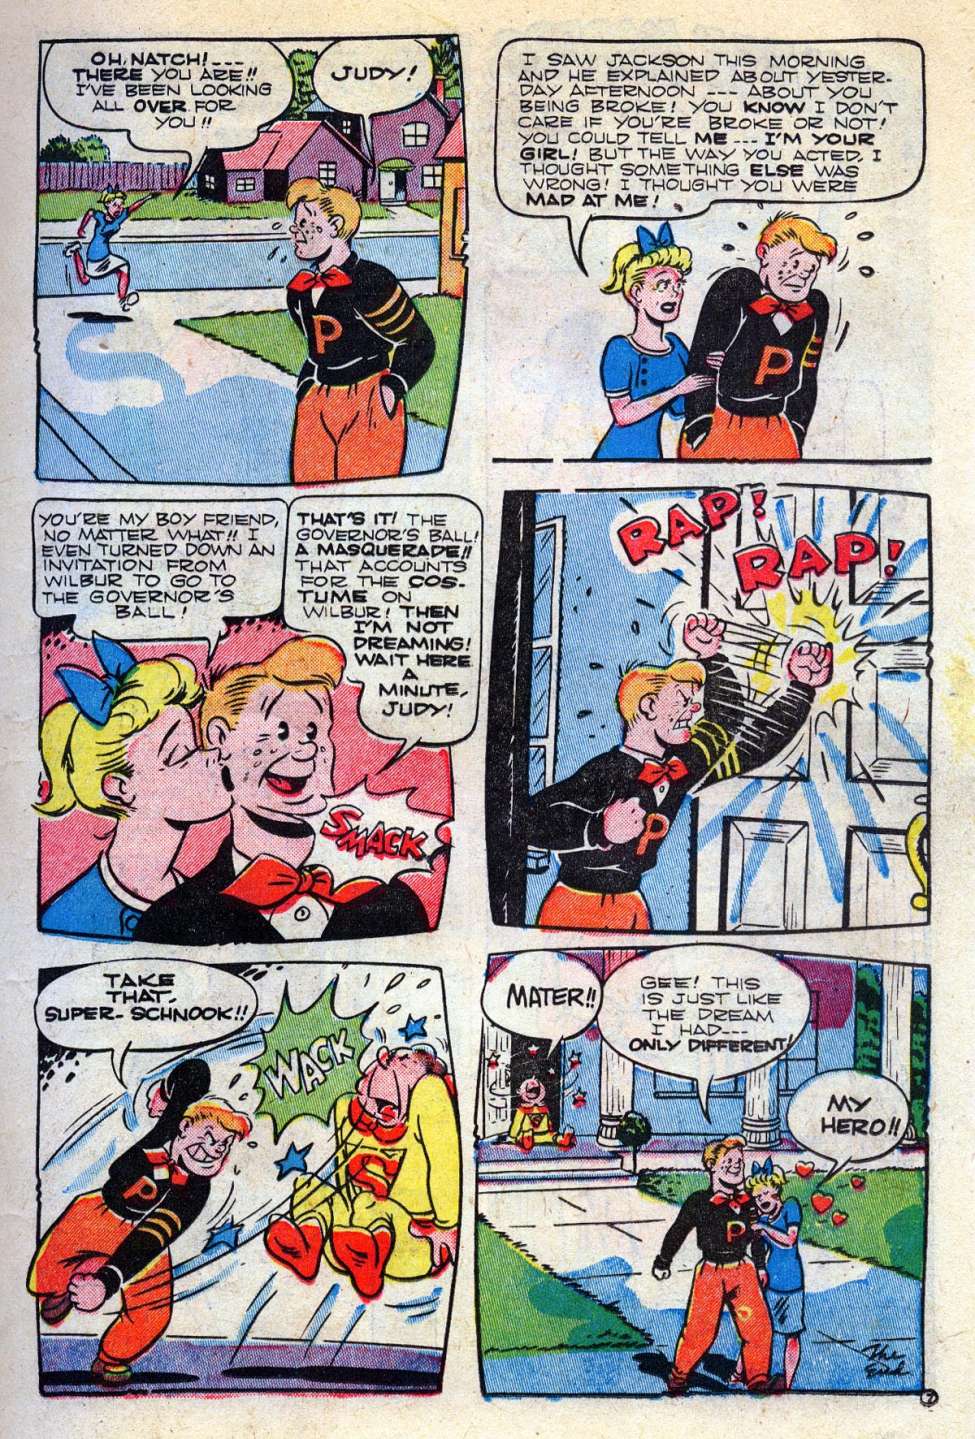 OH, NATCH!---
THERE YOU ARE!!
I'VE BEEN LOOKING
ALL OVER FOR
YOU!!
JUDY!
P
I SAW JACKSON THIS MORNING
AND HE EXPLAINED ABOUT YESTER-
DAY AFTERNOON --- ABOUT YOU
BEING BROKE! YOU KNOW I DON'T
CARE IF YOU'RE BROKE OR NOT!
YOU COULD TELL ME --- I'M YOUR
GIRL! BUT THE WAY YOU ACTED, I
THOUGHT SOMETHING ELSE WAS
WRONG! I THOUGHT YOU WERE
MAD AT ME!
P
YOU'RE MY BOY FRIEND,
NO MATTER WHAT!! I
EVEN TURNED DOWN AN
INVITATION FROM
WILBUR TO GO TO
THE GOVERNOR'S
BALL!
THAT'S IT! THE
GOVERNOR'S BALL!
A MASQUERADE!!
THAT ACCOUNTS
FOR THE COS-
TUME ON
WILBUR! THEN
I'M NOT
DREAMING!
WAIT HERE
A
MINUTE,
JUDY!
SMACK
RAP!
RAP!
P
TAKE
THAT,
SUPER-SCHNOOK!!
WACK
P
S
MATER!!
GEE! THIS
IS JUST LIKE
THE DREAM
I HAD---
ONLY DIFFERENT!
MY
HERO!!
S
P
The
End
7